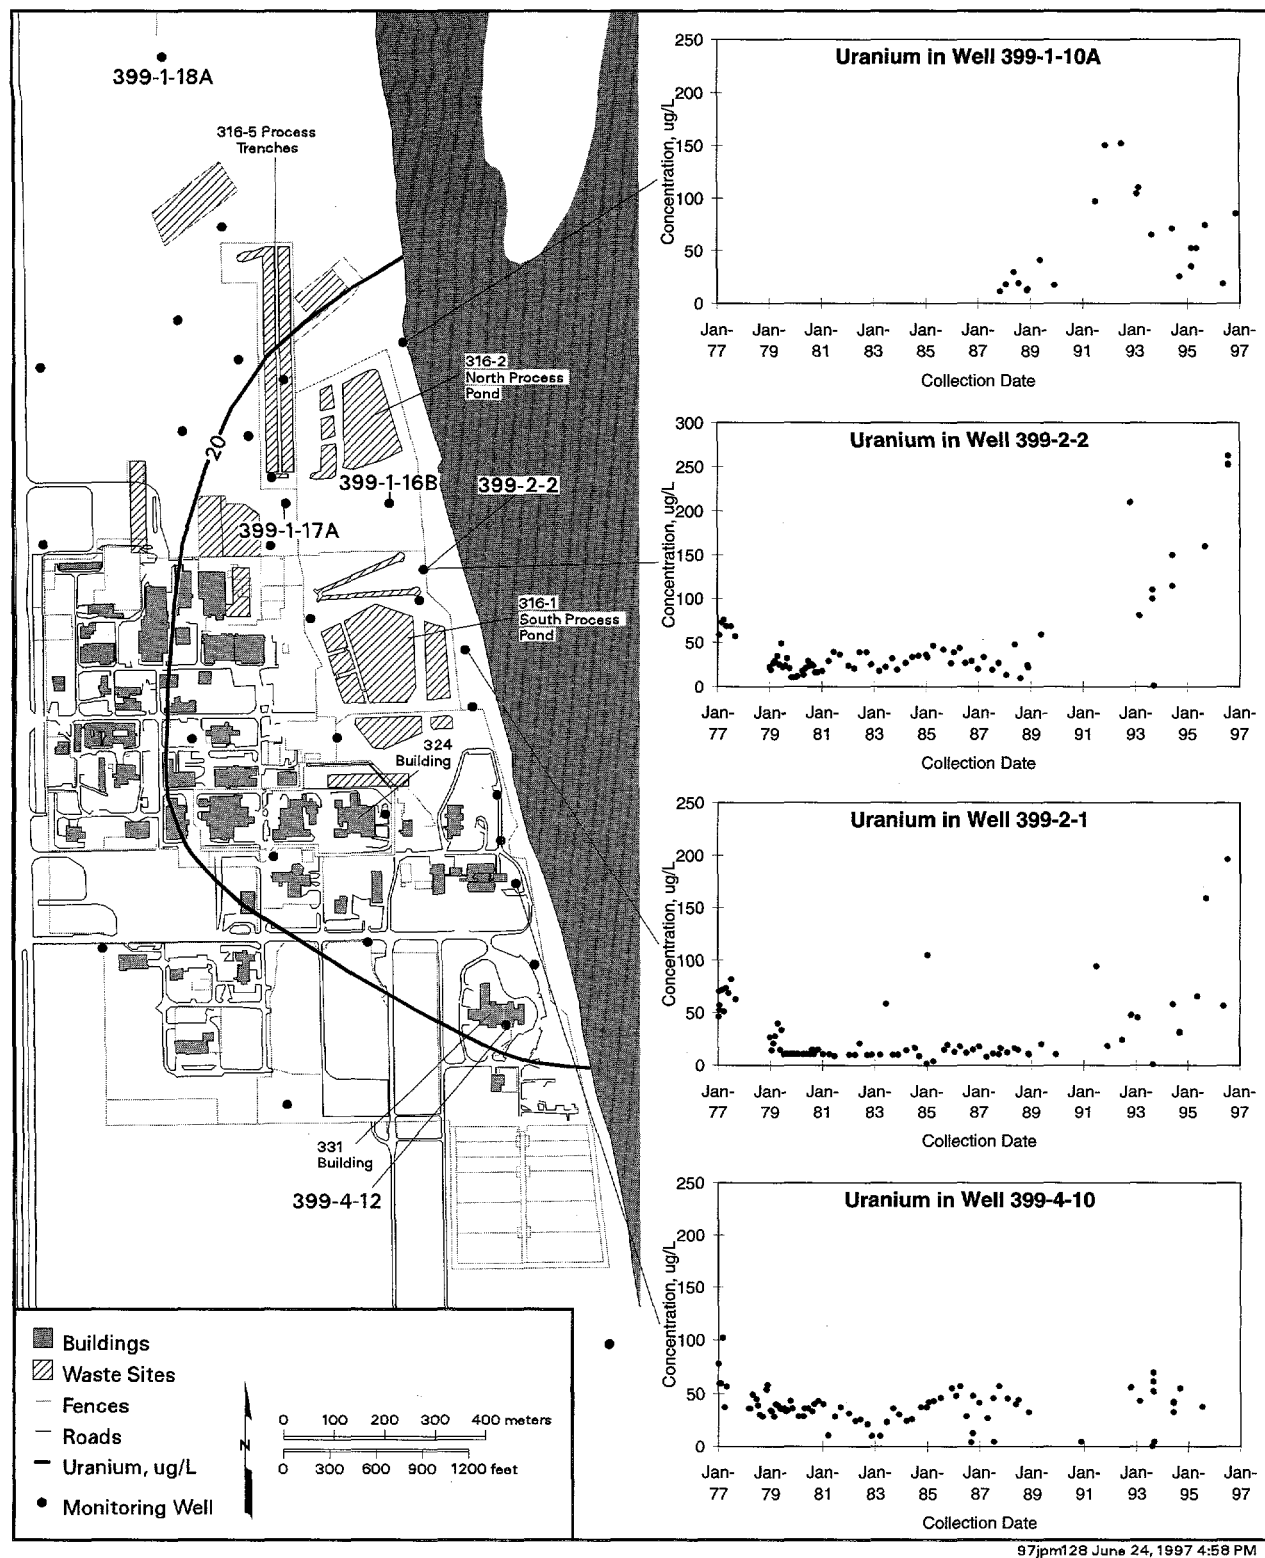 399-1-18A
316-5 Process
Trenches
20
316-2
North Process
Pond
399-1-16B
399-2-2
399-1-17A
316-1
South Process
Pond
324
Building
331
Building
399-4-12
Buildings
Waste Sites
Fences
Roads
Uranium, ug/L
Monitoring Well
N
0 100 200 300 400 meters
0 300 600 900 1200 feet
Uranium in Well 399-1-10A
Concentration, ug/L
250
200
150
100
50
0
Jan- Jan- Jan- Jan- Jan- Jan- Jan- Jan- Jan- Jan- Jan-
77 79 81 83 85 87 89 91 93 95 97
Collection Date
Uranium in Well 399-2-2
Concentration, ug/L
300
250
200
150
100
50
0
Jan- Jan- Jan- Jan- Jan- Jan- Jan- Jan- Jan- Jan- Jan-
77 79 81 83 85 87 89 91 93 95 97
Collection Date
Uranium in Well 399-2-1
Concentration, ug/L
250
200
150
100
50
0
Jan- Jan- Jan- Jan- Jan- Jan- Jan- Jan- Jan- Jan- Jan-
77 79 81 83 85 87 89 91 93 95 97
Collection Date
Uranium in Well 399-4-10
Concentration, ug/L
250
200
150
100
50
0
Jan- Jan- Jan- Jan- Jan- Jan- Jan- Jan- Jan- Jan- Jan-
77 79 81 83 85 87 89 91 93 95 97
Collection Date
97jpm128 June 24, 1997 4:58 PM